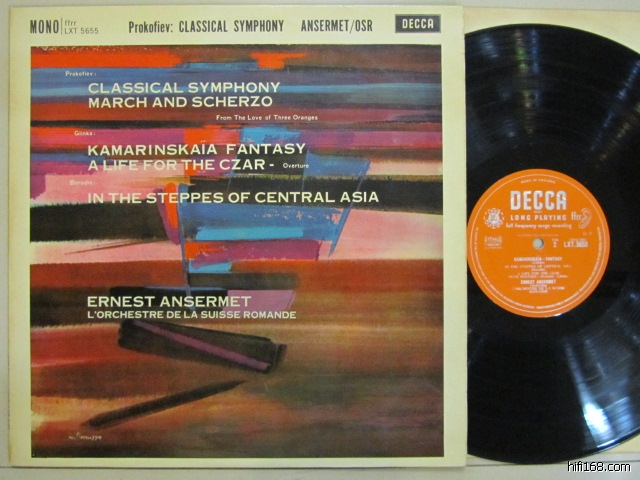 MONO ffrr
LXT 5655
Prokofiev: CLASSICAL SYMPHONY ANSERMET/OSR
DECCA
Prokofiev:
CLASSICAL SYMPHONY
MARCH AND SCHERZO
From The Love of Three Oranges
Glinka:
KAMARINSKAÏA FANTASY
A LIFE FOR THE CZAR - Overture
Borodin:
IN THE STEPPES OF CENTRAL ASIA
ERNEST ANSERMET
L'ORCHESTRE DE LA SUISSE ROMANDE
DECCA
LONG PLAYING ffrr
full frequency range recording
KAMARINSKAIA - FANTASY
ERNEST ANSERMET
hifi168.com